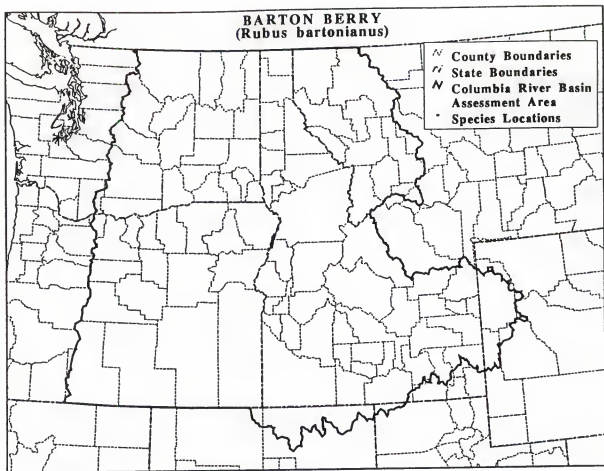 BARTON BERRY
(Rubus bartonianus)
County Boundaries
State Boundaries
Columbia River Basin
Assessment Area
Species Locations